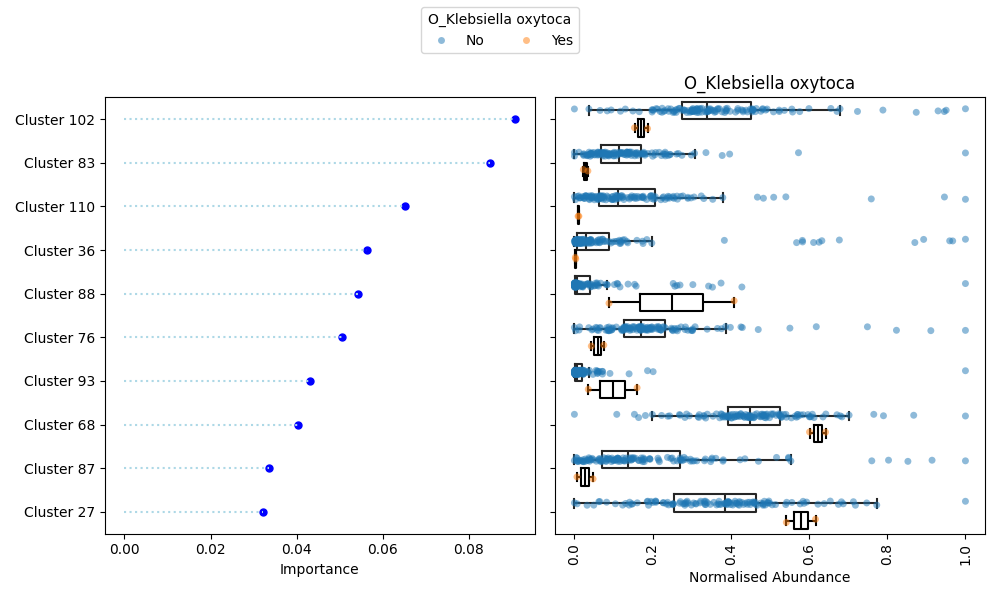 O_Klebsiella oxytoca
No Yes
O_Klebsiella oxytoca
Cluster 102
Cluster 83
Cluster 110
Cluster 36
Cluster 88
Cluster 76
Cluster 93
Cluster 68
Cluster 87
Cluster 27
0.00 0.02 0.04 0.06 0.08
Importance
0.0 0.2 0.4 0.6 0.8 1.0
Normalised Abundance